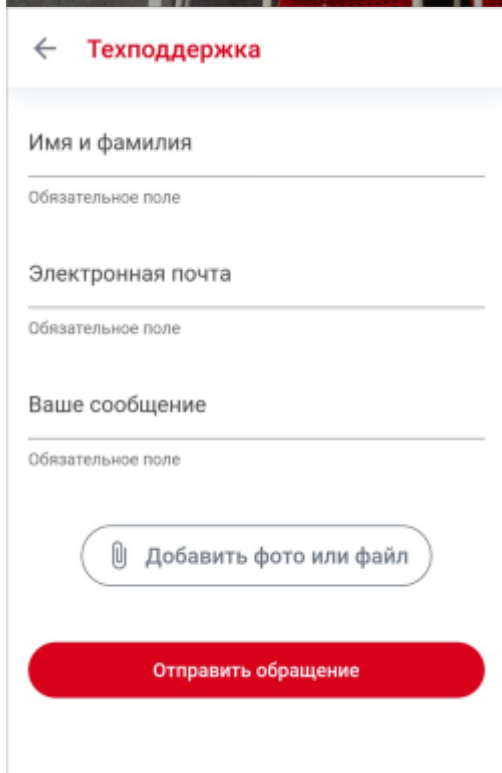 Техподдержка
Имя и фамилия
Обязательное поле
Электронная почта
Обязательное поле
Ваше сообщение
Обязательное поле
Добавить фото или файл
Отправить обращение